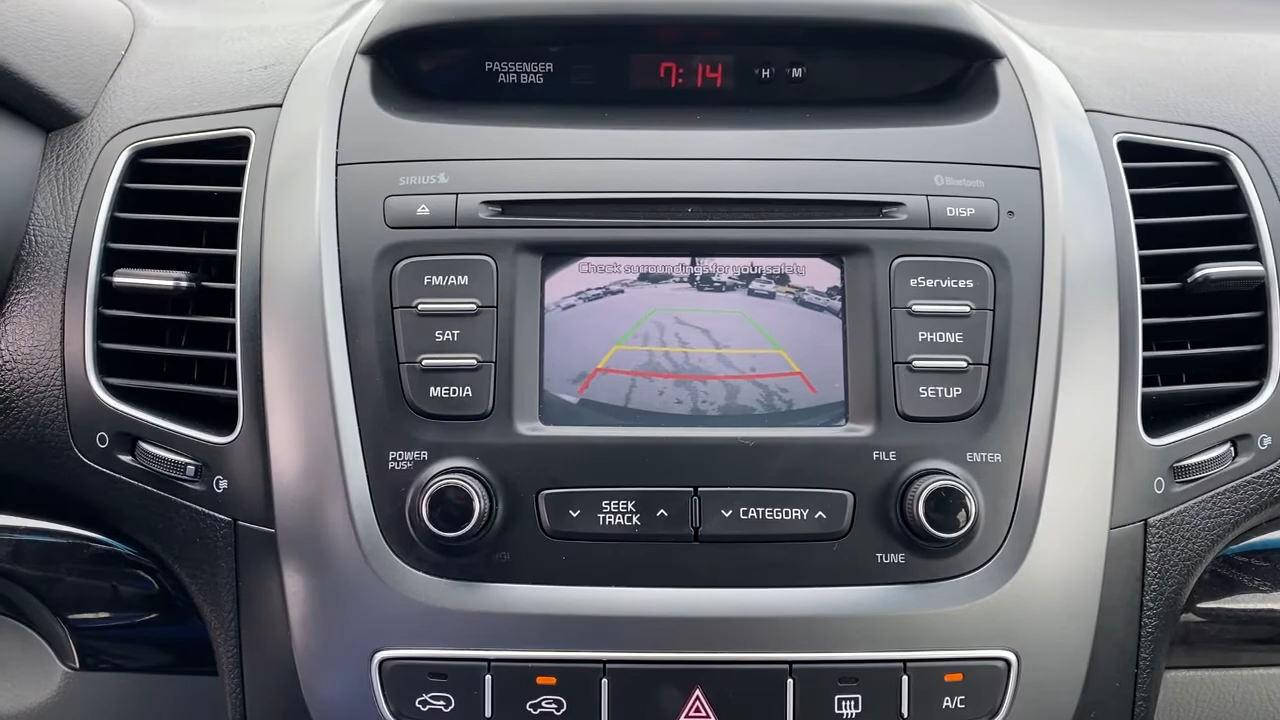 PASSENGER
AIR BAG
7:14
H
M
SIRIUS
Bluetooth
DISP
FM/AM
SAT
MEDIA
Check surroundings for your safety
eServices
PHONE
SETUP
POWER
PUSH
FILE
ENTER
SEEK
TRACK
CATEGORY
TUNE
A/C